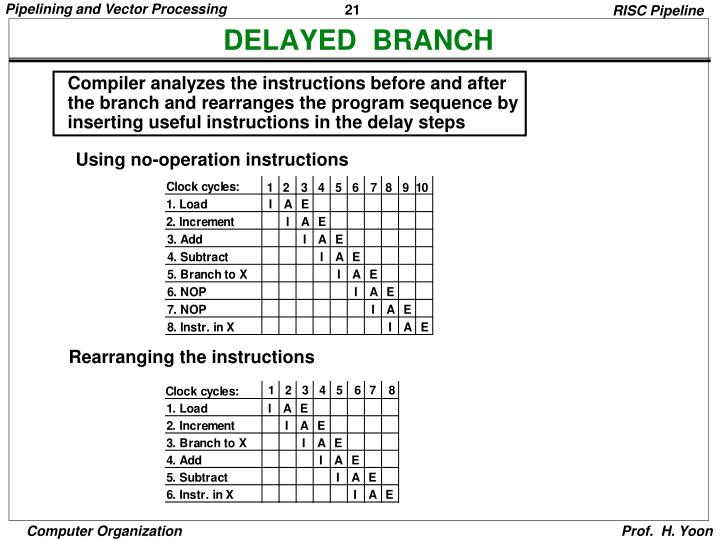 Pipelining and Vector Processing 21 RISC Pipeline
DELAYED BRANCH
Compiler analyzes the instructions before and after
the branch and rearranges the program sequence by
inserting useful instructions in the delay steps
Using no-operation instructions
Clock cycles: 1 2 3 4 5 6 7 8 9 10
1. Load I A E
2. Increment I A E
3. Add I A E
4. Subtract I A E
5. Branch to X I A E
6. NOP I A E
7. NOP I A E
8. Instr. in X I A E
Rearranging the instructions
Clock cycles: 1 2 3 4 5 6 7 8
1. Load I A E
2. Increment I A E
3. Branch to X I A E
4. Add I A E
5. Subtract I A E
6. Instr. in X I A E
Computer Organization Prof. H. Yoon